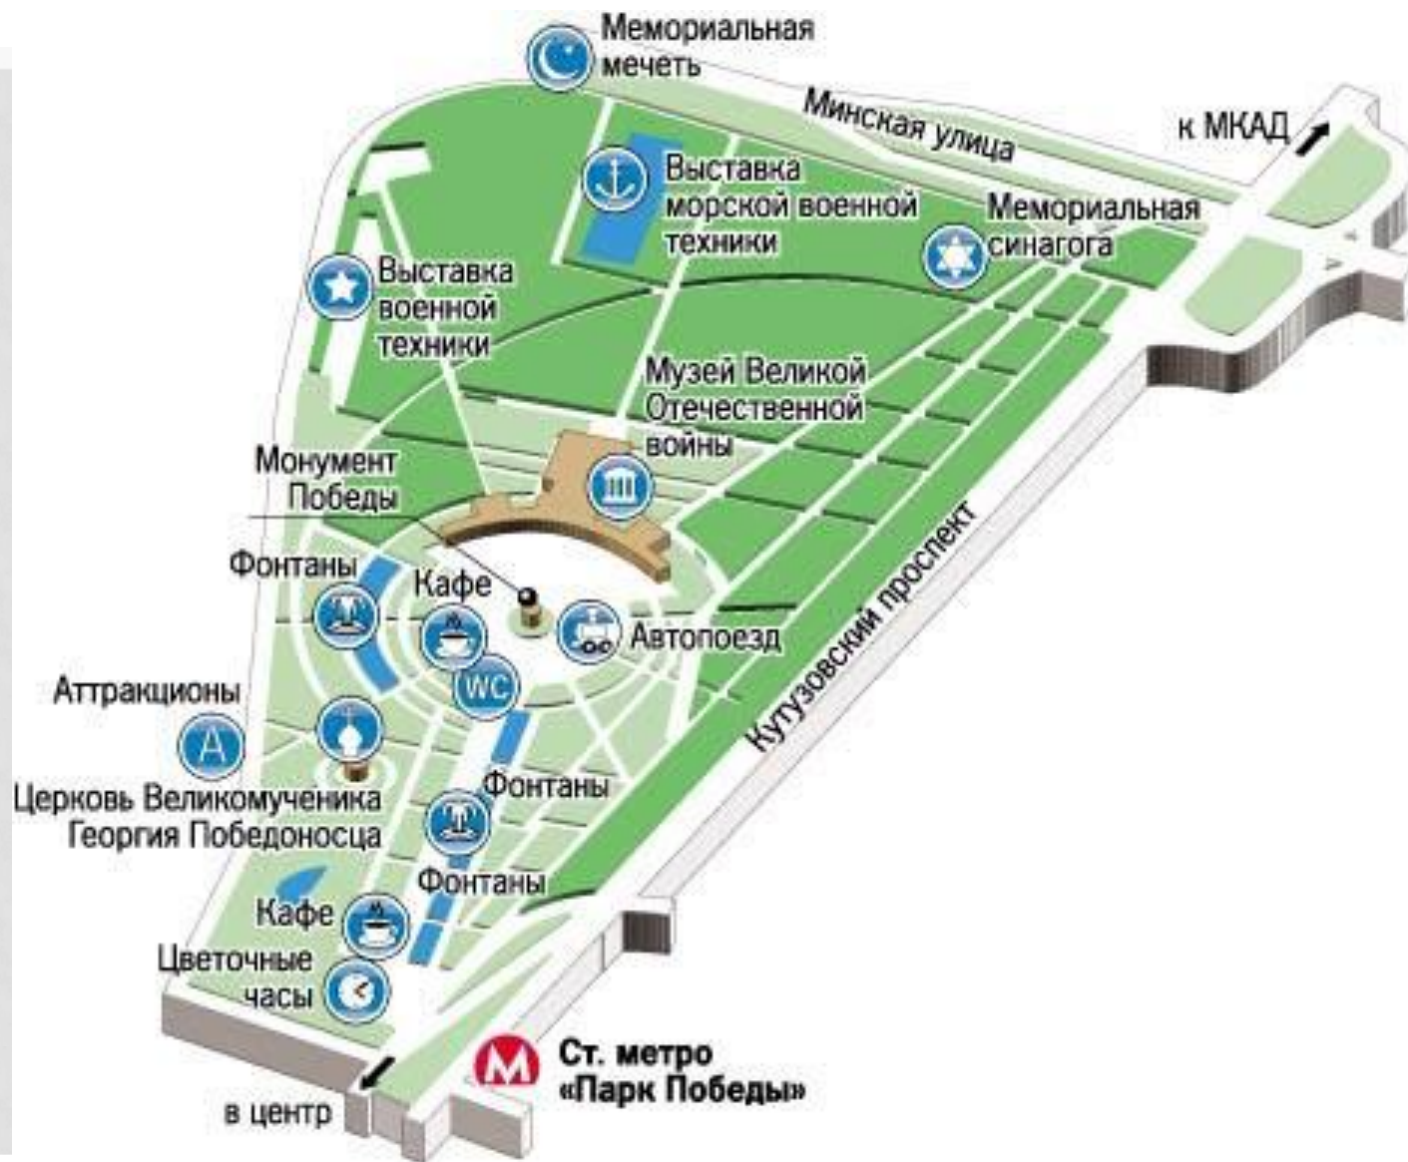 Мемориальная
мечеть
Минская улица
к МКАД
Выставка
морской военной
техники
Мемориальная
синагога
Выставка
военной
техники
Музей Великой
Отечественной
войны
Монумент
Победы
Фонтаны
Кафе
Автопоезд
Кутузовский проспект
WC
Аттракционы
А
Церковь Великомученика
Георгия Победоносца
Фонтаны
Фонтаны
Кафе
Цветочные
часы
М
Ст. метро
«Парк Победы»
в центр